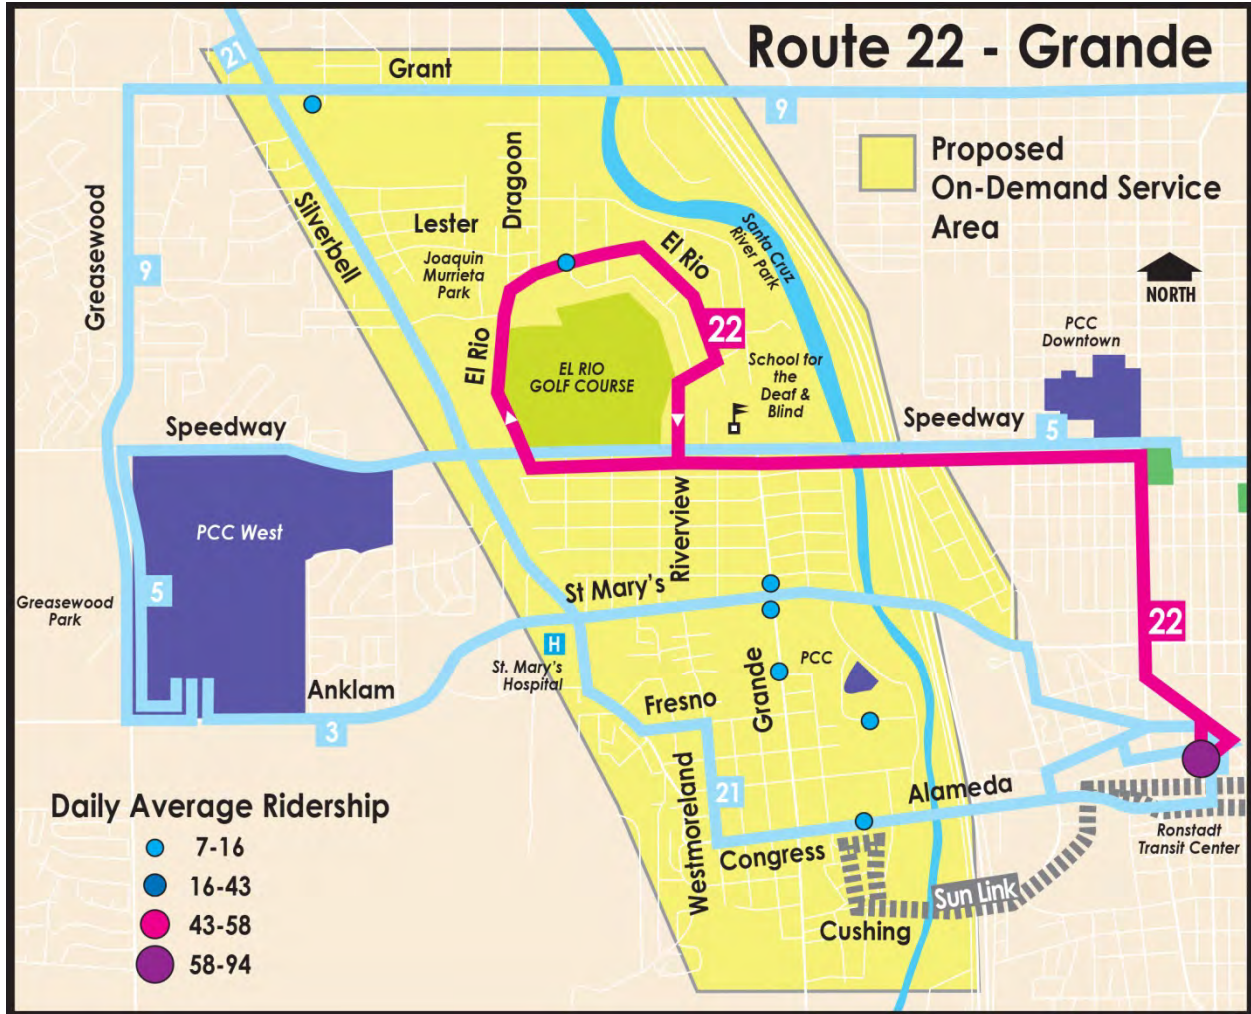 Route 22 - Grande
21
Grant
9
Proposed
On-Demand Service
Area
Dragoon
Greasewood
Silverbell
Lester
Santa Cruz
River Park
El Rio
Joaquin
Murrieta
Park
9
NORTH
22
PCC
Downtown
El Rio
EL RIO
GOLF COURSE
School for
the
Deaf &
Blind
Speedway
Speedway
5
PCC West
Riverview
5
St Mary's
Greasewood
Park
22
H
St. Mary's
Hospital
Grande
PCC
Anklam
Fresno
3
Westmoreland
21
Alameda
Daily Average Ridership
7-16
16-43
43-58
58-94
Congress
Ronstadt
Transit Center
Sun Link
Cushing